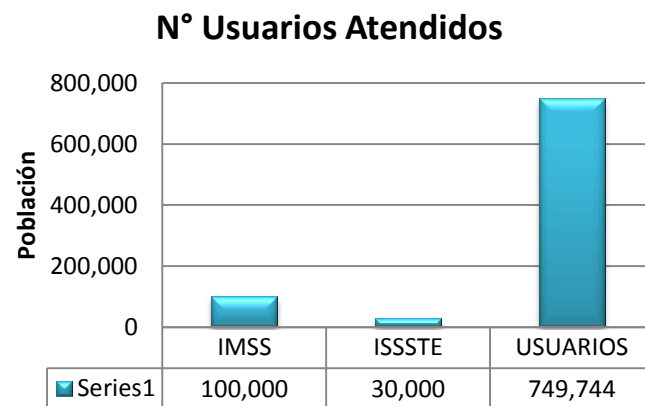 N° Usuarios Atendidos
Población
800,000
600,000
400,000
200,000
0
IMSS ISSSTE USUARIOS
Series1 100,000 30,000 749,744